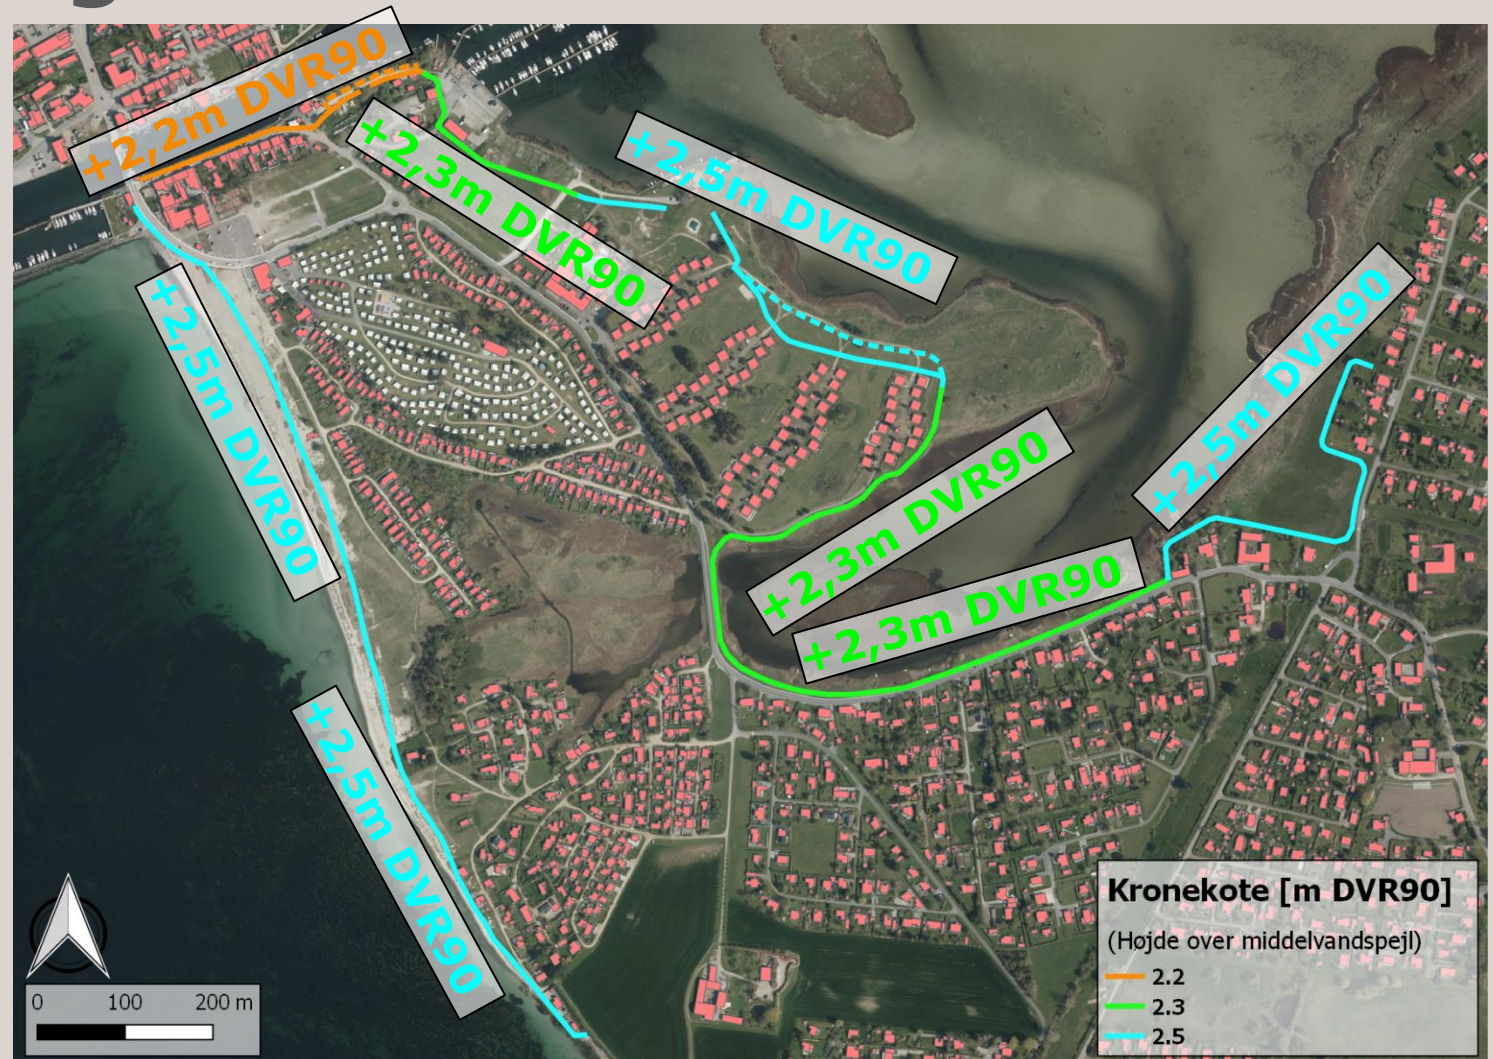 +2,2m DVR90
+2,3m DVR90
+2,5m DVR90
+2,5m DVR90
+2,5m DVR90
+2,3m DVR90
+2,3m DVR90
+2,5m DVR90
Kronekote [m DVR90]
(Højde over middelvandspejl)
2.2
2.3
2.5
0 100 200 m